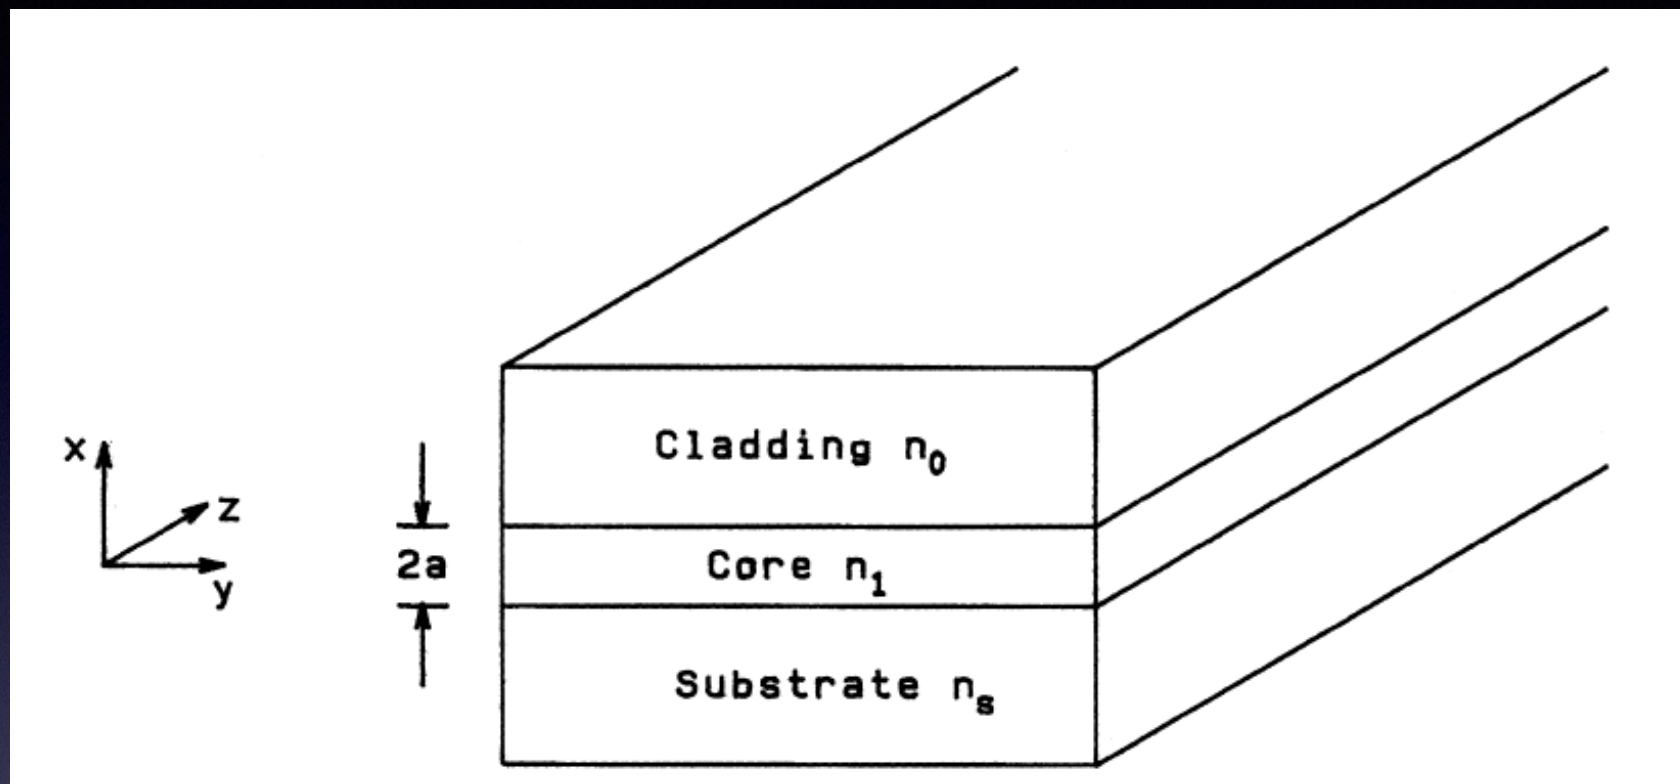 Cladding n₀
x
z
2a
Core n₁
y
Substrate nₛ